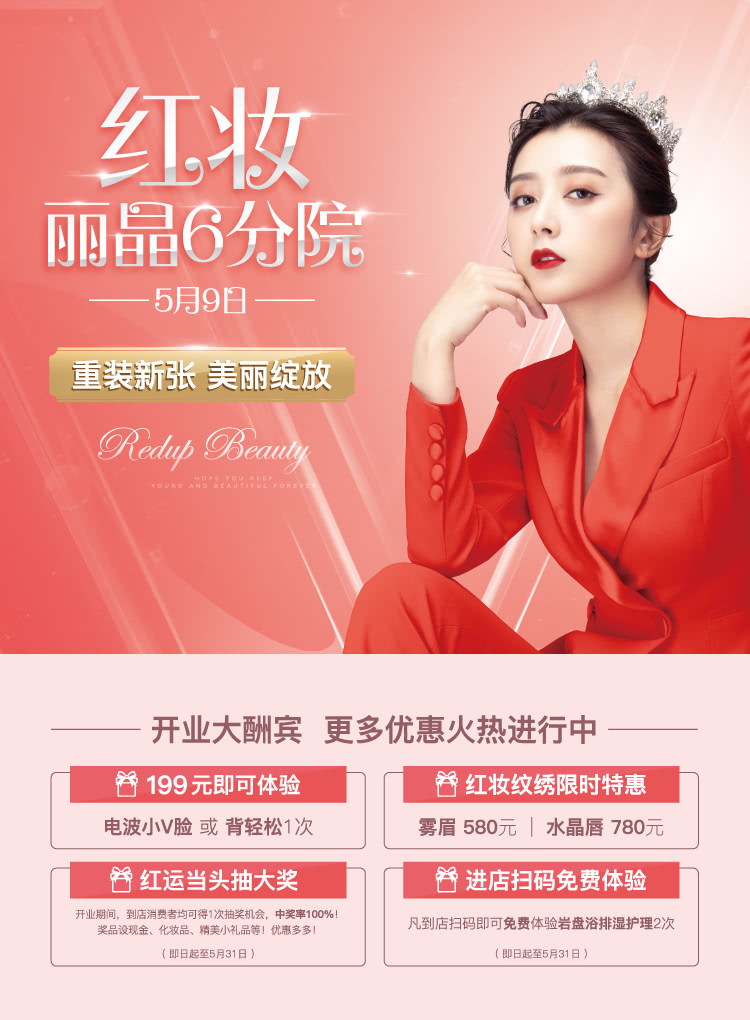 红妆
丽晶6分院
5月9日
重装新张 美丽绽放
Redup Beauty
HOPE YOU KEEP
YOUNG AND BEAUTIFUL FOREVER
开业大酬宾 更多优惠火热进行中
199元即可体验
电波小V脸 或 背轻松1次
红妆纹绣限时特惠
雾眉 580元 | 水晶唇 780元
红运当头抽大奖
开业期间，到店消费者均可得1次抽奖机会，中奖率100%！
奖品设现金、化妆品、精美小礼品等！优惠多多！
（即日起至5月31日）
进店扫码免费体验
凡到店扫码即可免费体验岩盘浴排湿护理2次
（即日起至5月31日）